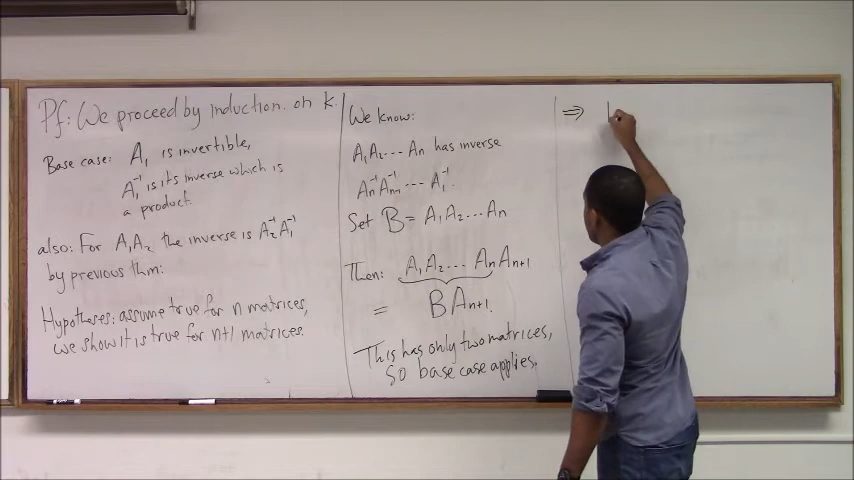 Pf: We proceed by induction. on k.
Base case: A₁ is invertible,
A₁⁻¹ is its inverse which is
a product.
also: For A₁A₂ the inverse is A₂⁻¹A₁⁻¹
by previous thm.
Hypotheses: assume true for n matrices,
we show it is true for n+1 matrices.
We know:
A₁A₂...Aₙ has inverse
Aₙ⁻¹Aₙ₋₁⁻¹...A₁⁻¹.
Set B = A₁A₂...Aₙ
Then: A₁A₂...AₙAₙ₊₁
= BAₙ₊₁.
This has only two matrices,
So base case applies.
⇒